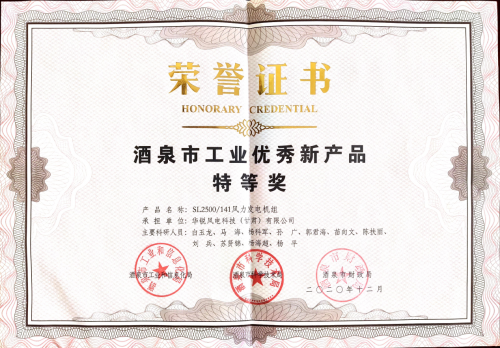 荣誉证书
HONORARY CREDENTIAL
酒泉市工业优秀新产品
特等奖
产品名称: SL2500/141风力发电机组
承担单位: 华锐风电科技(甘肃)有限公司
主要科研人员: 白玉龙、马海、杨科军、孙广、郭君海、苗向文、陈扶丽、
刘兵、苏贤锑、杨海超、杨平
酒泉市工业和信息化局 酒泉市科学技术局 酒泉市财政局
二〇二〇年十二月